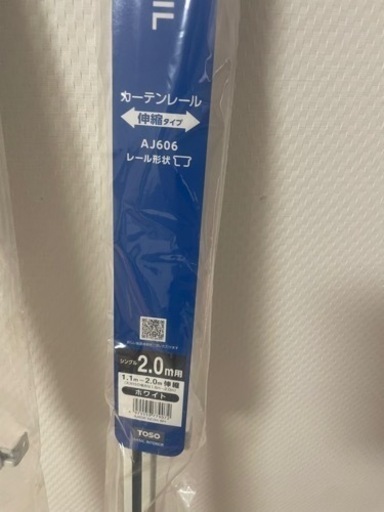 IL
カーテンレール
伸縮タイプ
AJ606
レール形状
シングル 2.0m用
1.1m～2.0m伸縮
ホワイト
TOSO